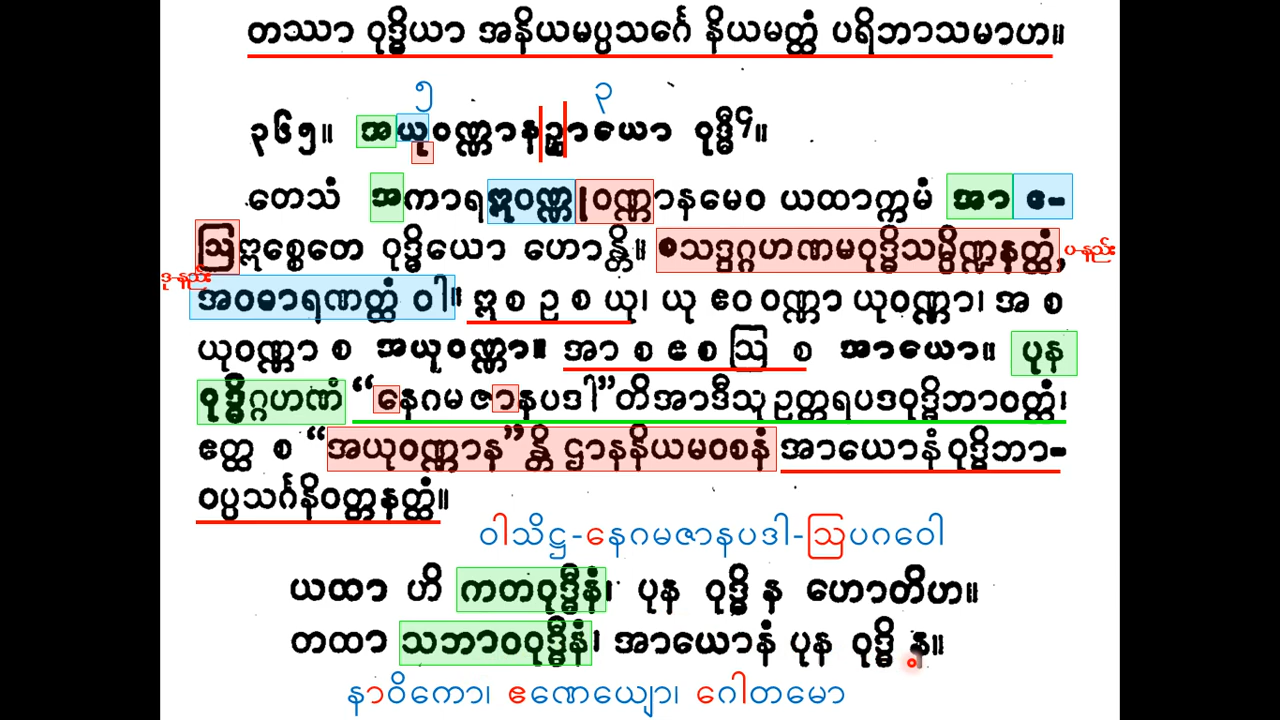 တဿာ ဝုဒ္ဓိယာ အနိယမပ္ပသင်္ဂေ နိယမတ္ထံ ပရိဘာသမာဟ။
၅ ၃
၃၆၅။ အယုဝဏ္ဏာနဉ္စာယော ဝုဒ္ဓီ၄။
တေသံ အကာရဣဝဏ္ဏုဝဏ္ဏာနမေဝ ယထာက္ကမံ အာ ဧ-
ဩဣစ္စေတေ ဝုဒ္ဓိယော ဟောန္တိ။ စသဒ္ဒဂ္ဂဟဏမဝုဒ္ဓိသမ္ပိဏ္ဍနတ္ထံ, ပ-နည်း
ဒု-နည်း
အဝဓာရဏတ္ထံ ဝါ။ ဣ စ ဥ စ ယု၊ ယု ဧဝ ဝဏ္ဏာ ယုဝဏ္ဏာ၊ အ စ
ယုဝဏ္ဏာ စ အယုဝဏ္ဏာ။ အာ စ ဧ စ ဩ စ အာယော။ ပုန
ဝုဒ္ဓိဂ္ဂဟဏံ “နေဂမဇာနပဒါ”တိအာဒီသု ဥတ္တရပဒဝုဒ္ဓိဘာဝတ္ထံ၊
ဧတ္ထ စ “အယုဝဏ္ဏာန”န္တိ ဌာနနိယမဝစနံ အာယောနံ ဝုဒ္ဓိဘာ-
ဝပ္ပသင်္ဂနိဝတ္တနတ္ထံ။
ဝါသိဋ္ဌ-နေဂမဇာနပဒါ-ဩပဂဝေါ
ယထာ ဟိ ကတဝုဒ္ဓီနံ၊ ပုန ဝုဒ္ဓိ န ဟောတိဟ။
တထာ သဘာဝဝုဒ္ဓီနံ၊ အာယောနံ ပုန ဝုဒ္ဓိ န။
နာဝိကော၊ ဧဏေယျော၊ ဂေါတမော